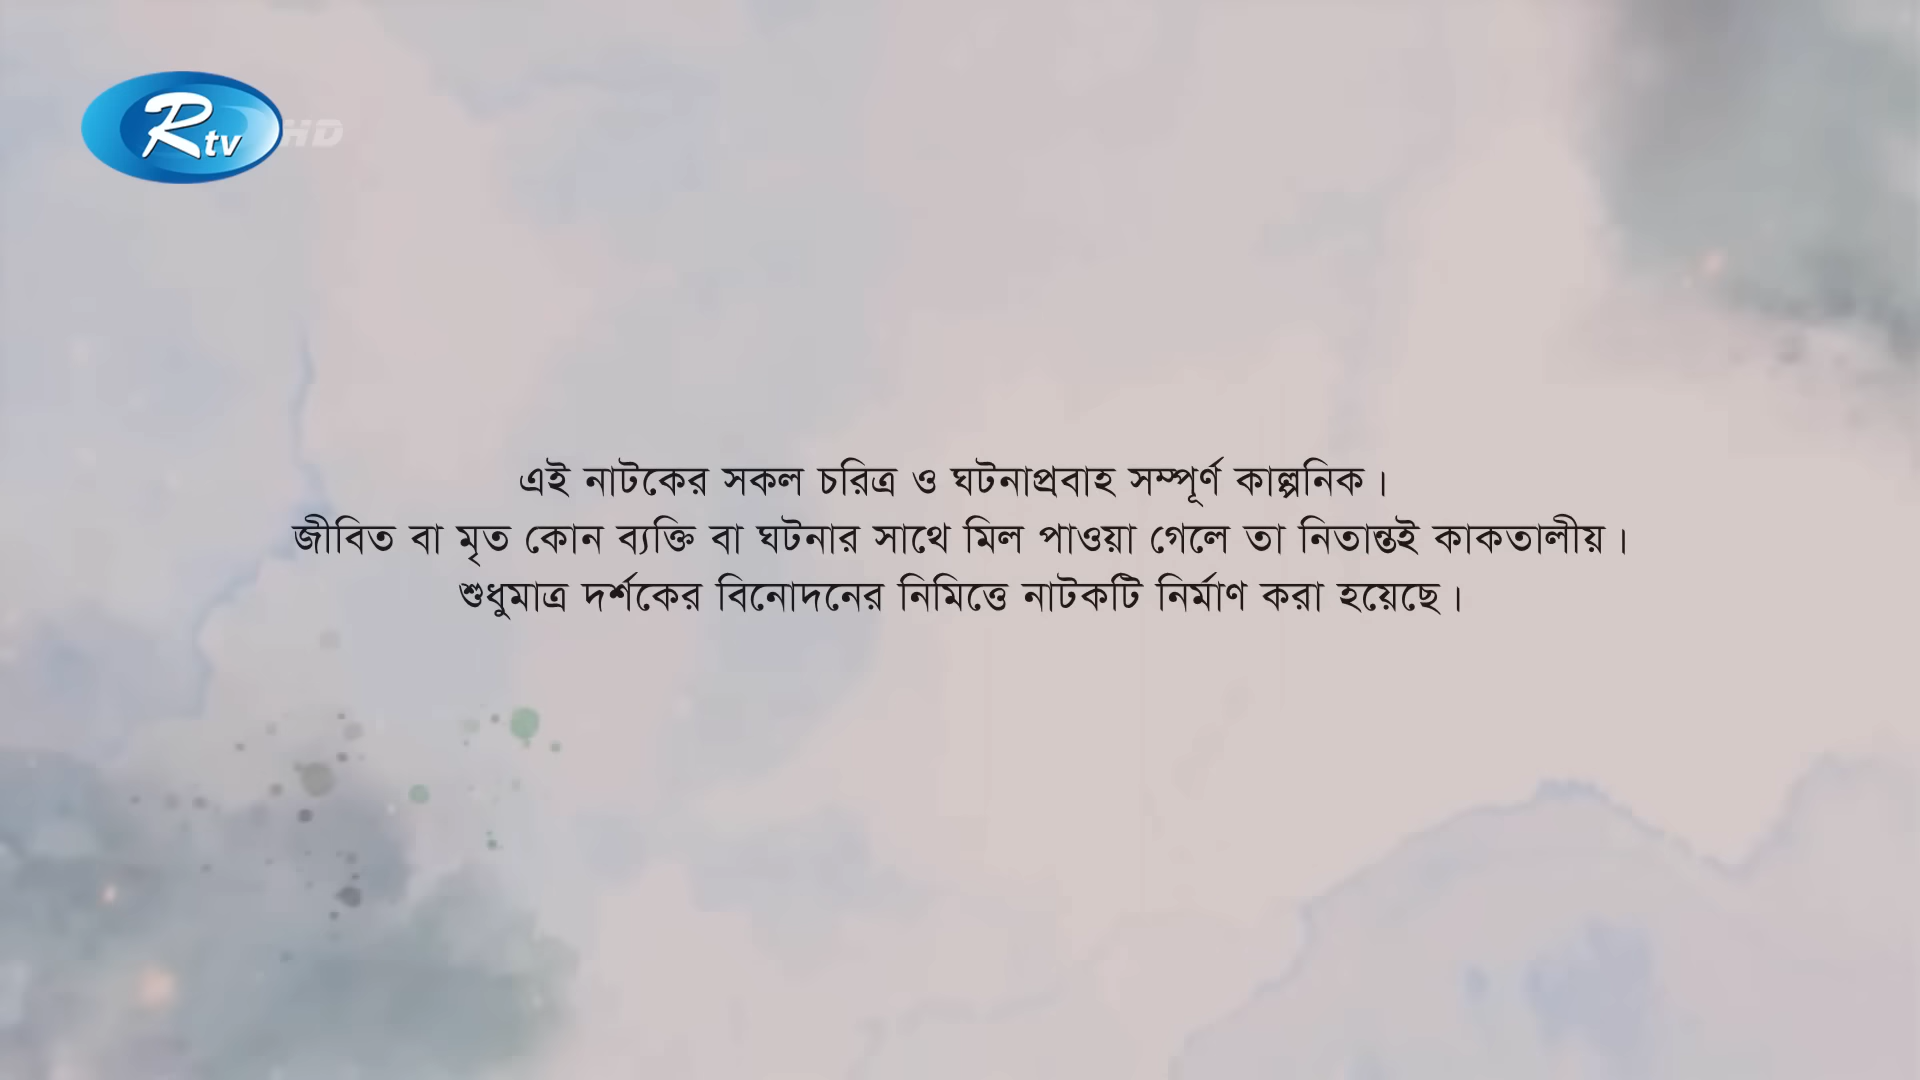 Rtv HD
এই নাটকের সকল চরিত্র ও ঘটনাপ্রবাহ সম্পূর্ণ কাল্পনিক।
জীবিত বা মৃত কোন ব্যক্তি বা ঘটনার সাথে মিল পাওয়া গেলে তা নিতান্তই কাকতালীয়।
শুধুমাত্র দর্শকের বিনোদনের নিমিত্তে নাটকটি নির্মাণ করা হয়েছে।